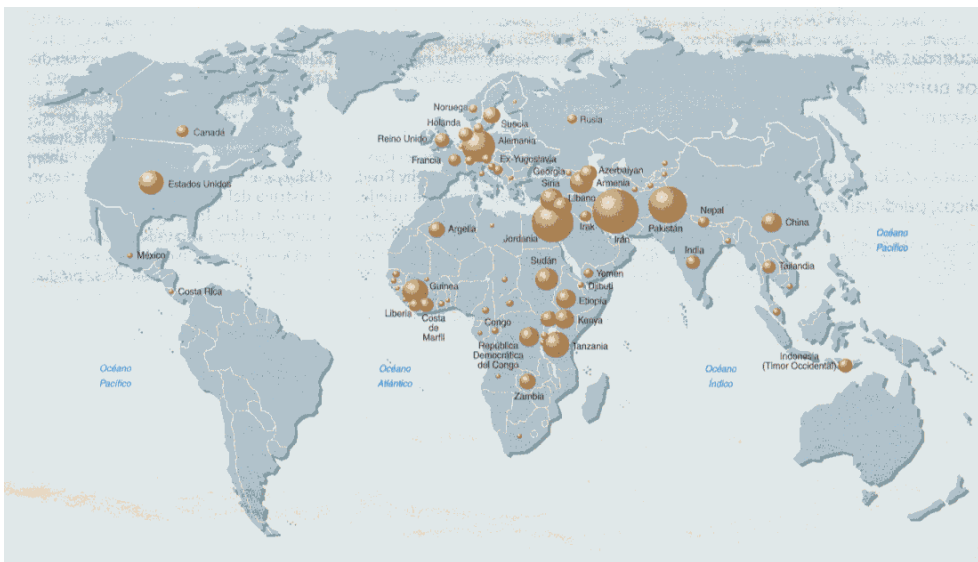 Noruega
Holanda
Suecia
Rusia
Reino Unido
Alemania
Canadá
Francia
Ex-Yugoslavia
Georgia
Azerbaiyan
Estados Unidos
Siria
Armenia
Líbano
Nepal
China
Argelia
Jordania
Irak
Irán
Pakistán
Océano
Pacífico
México
Sudán
India
Yemen
Tailandia
Costa Rica
Guinea
Djibuti
Etiopía
Liberia
Costa
de
Marfil
Congo
Kenya
República
Democrática
del Congo
Tanzania
Indonesia
(Timor Occidental)
Océano
Pacífico
Océano
Atlántico
Océano
Índico
Zambia